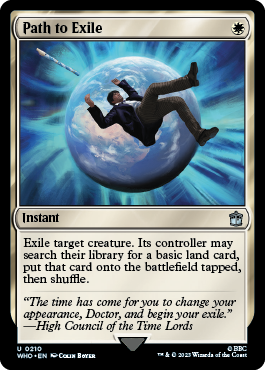 Path to Exile
Instant
Exile target creature. Its controller may
search their library for a basic land card,
put that card onto the battlefield tapped,
then shuffle.
“The time has come for you to change your
appearance, Doctor, and begin your exile.”
—High Council of the Time Lords
U 0210
WHO • EN Colin Boyer
© BBC
™ & © 2023 Wizards of the Coast